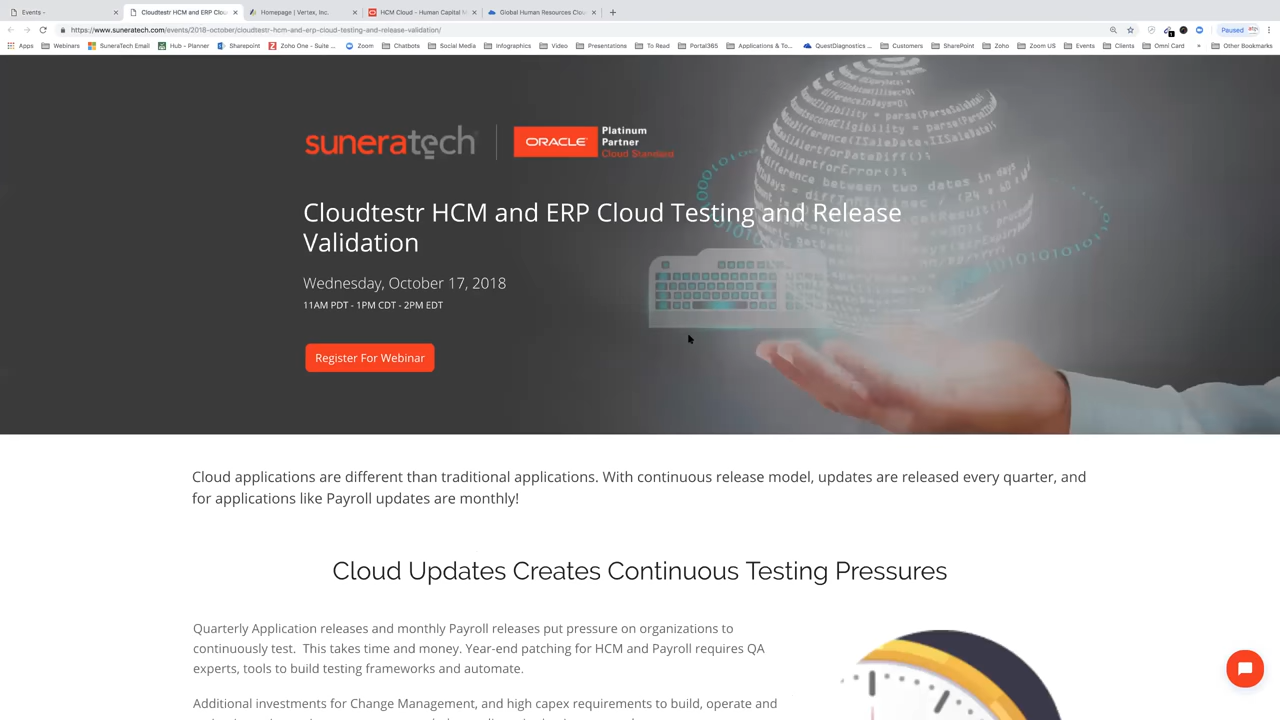 Events -
Cloudtestr HCM and ERP Clou
Homepage | Vertax, Inc.
HCM Cloud – Human Capital M
Global Human Resources Clou
https://www.suneratech.com/events/2018-october/cloudtestr-hcm-and-erp-cloud-testing-and-release-validation/
Paused
Apps Webinars SuneraTech Email Hub - Planner Sharepoint Zoho One - Suite ... Zoom Chatbots Social Media Infographics Video Presentations To Read Portal365 Applications & To... QuestDiagnostics ... Customers SharePoint Zoho Zoom US Events Clients Omni Card » Other Bookmarks
suneratech
ORACLE
Platinum
Partner
Cloud Standard
Cloudtestr HCM and ERP Cloud Testing and Release
Validation
Wednesday, October 17, 2018
11AM PDT - 1PM CDT - 2PM EDT
Register For Webinar
Cloud applications are different than traditional applications. With continuous release model, updates are released every quarter, and
for applications like Payroll updates are monthly!
Cloud Updates Creates Continuous Testing Pressures
Quarterly Application releases and monthly Payroll releases put pressure on organizations to
continuously test. This takes time and money. Year-end patching for HCM and Payroll requires QA
experts, tools to build testing frameworks and automate.
Additional investments for Change Management, and high capex requirements to build, operate and